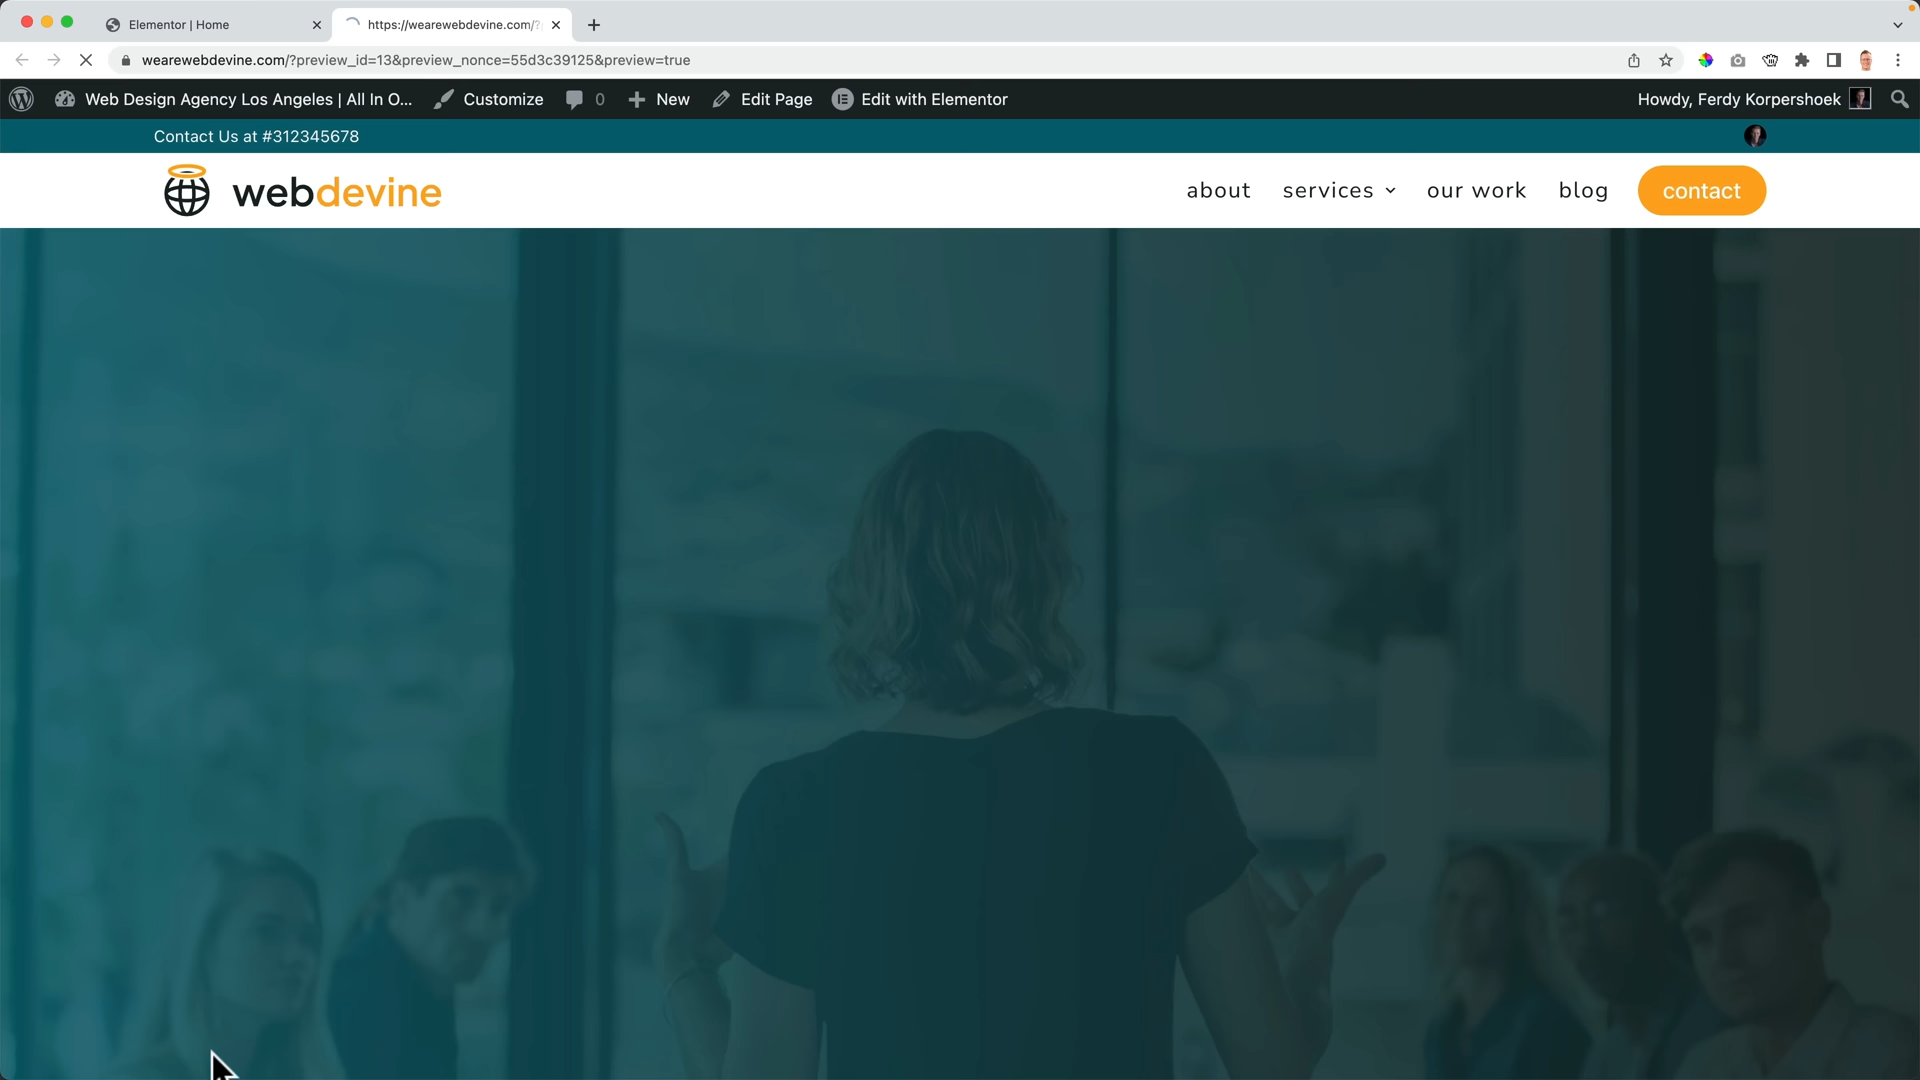 Elementor | Home
https://wearewebdevine.com/?
wearewebdevine.com/?preview_id=13&preview_nonce=55d3c39125&preview=true
Web Design Agency Los Angeles | All In O... Customize 0 New Edit Page Edit with Elementor Howdy, Ferdy Korpershoek
Contact Us at #312345678
webdevine about services our work blog contact